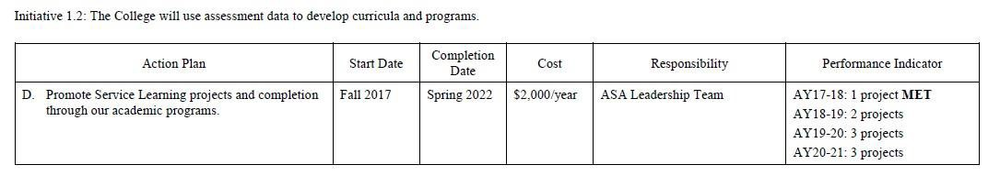 Initiative 1.2: The College will use assessment data to develop curricula and programs.
Action Plan
Start Date
Completion
Date
Cost
Responsibility
Performance Indicator
D. Promote Service Learning projects and completion
through our academic programs.
Fall 2017
Spring 2022
$2,000/year
ASA Leadership Team
AY17-18: 1 project MET
AY18-19: 2 projects
AY19-20: 3 projects
AY20-21: 3 projects